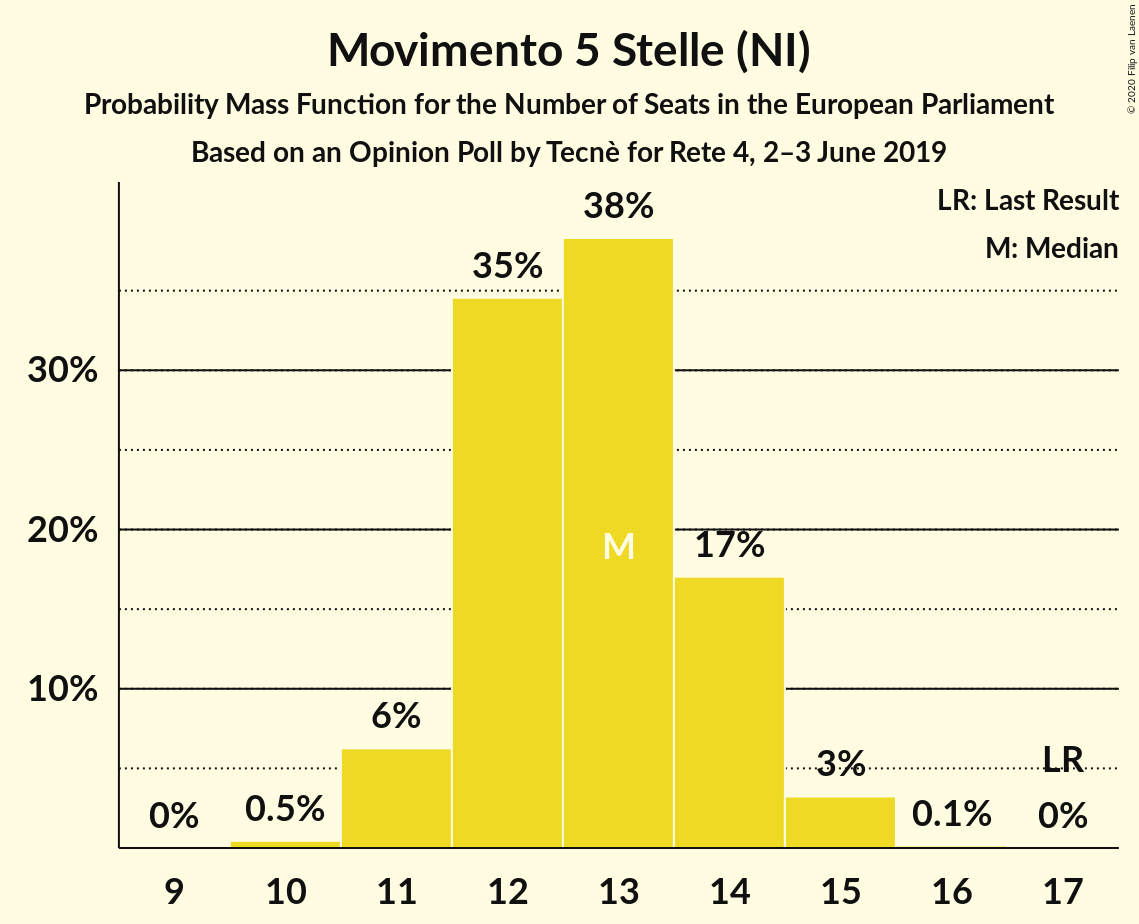 Movimento 5 Stelle (NI)
Probability Mass Function for the Number of Seats in the European Parliament
Based on an Opinion Poll by Tecnè for Rete 4, 2–3 June 2019
© 2020 Filip van Laenen
LR: Last Result
M: Median
38%
35%
30%
M
20%
17%
10%
6%
3%
LR
0%
0.5%
0.1%
0%
9 10 11 12 13 14 15 16 17